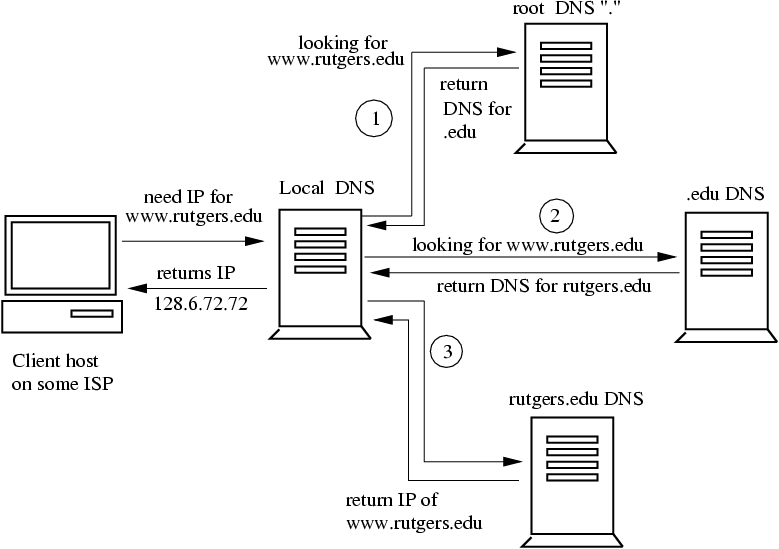 root DNS "."
looking for
www.rutgers.edu
return
DNS for
.edu
1
need IP for
www.rutgers.edu
Local DNS
2
.edu DNS
looking for www.rutgers.edu
returns IP
128.6.72.72
return DNS for rutgers.edu
3
Client host
on some ISP
rutgers.edu DNS
return IP of
www.rutgers.edu